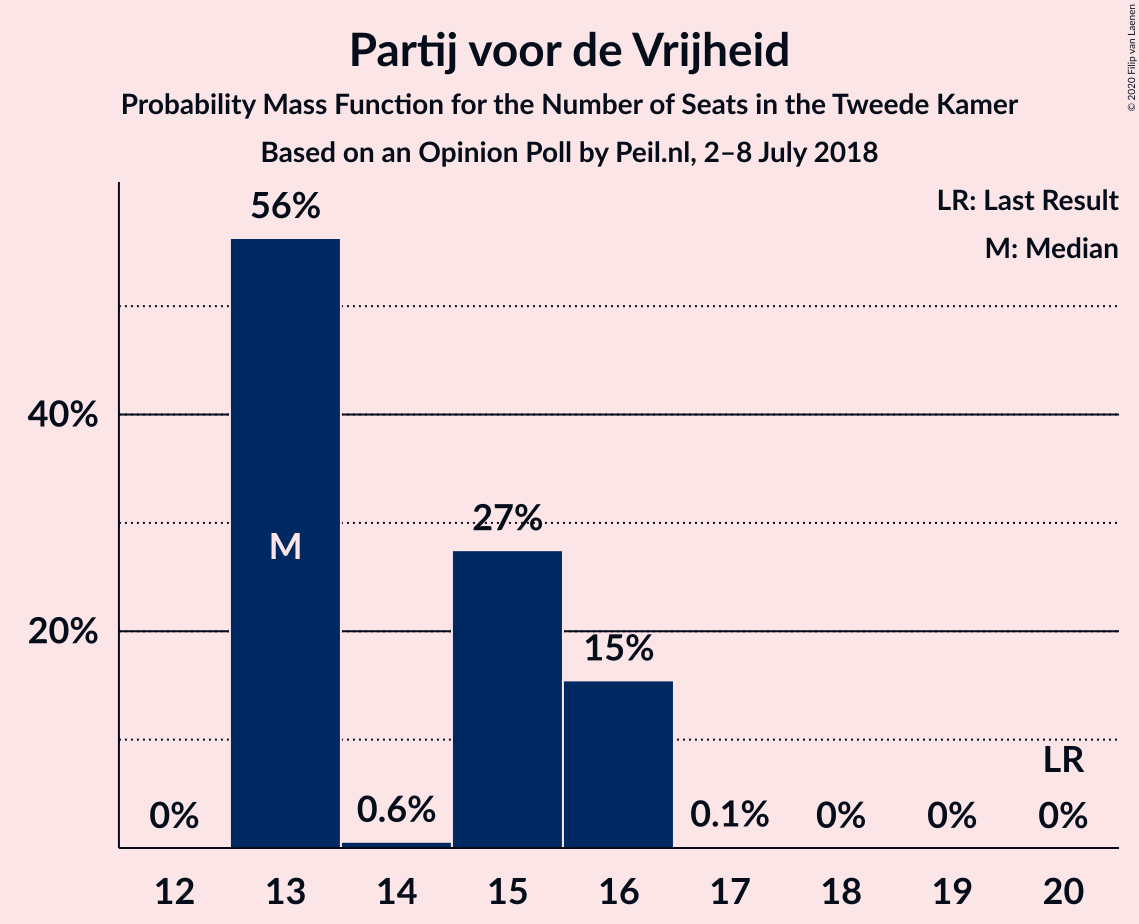 Partij voor de Vrijheid
Probability Mass Function for the Number of Seats in the Tweede Kamer
Based on an Opinion Poll by Peil.nl, 2–8 July 2018
© 2020 Filip van Laenen
LR: Last Result
M: Median
56%
40%
27%
M
20%
15%
LR
0%
0.6%
0.1%
0%
0%
0%
12 13 14 15 16 17 18 19 20